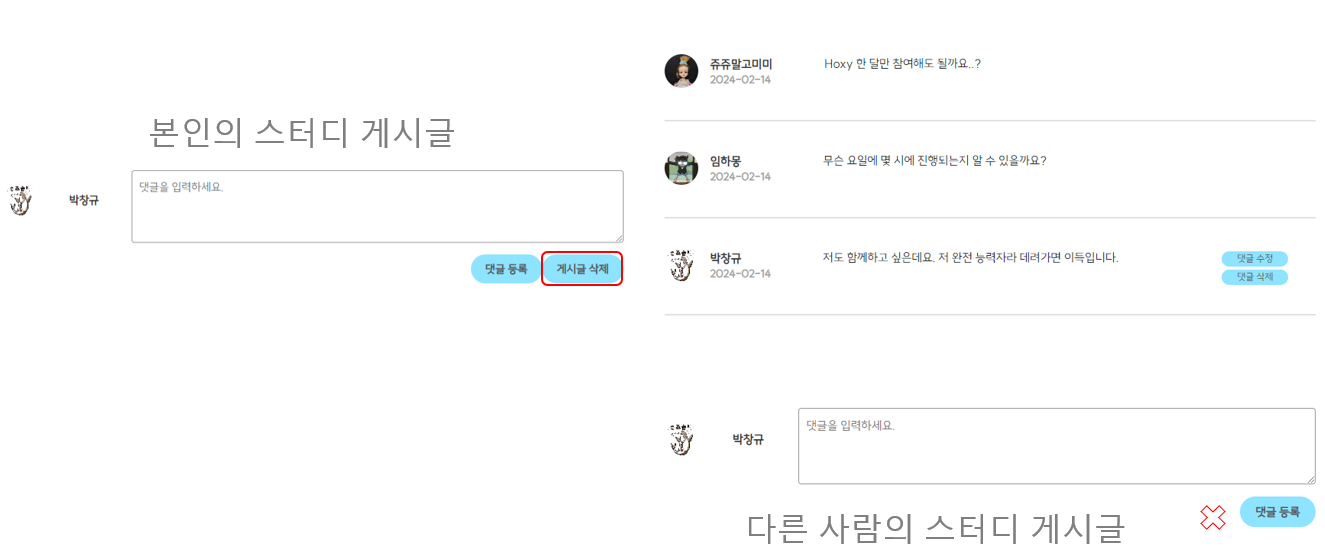 본인의 스터디 게시글
박창규
댓글을 입력하세요.
댓글 등록
게시글 삭제
쥬쥬말고미미
2024-02-14
Hoxy 한 달만 참여해도 될까요..?
임하몽
2024-02-14
무슨 요일에 몇 시에 진행되는지 알 수 있을까요?
박창규
2024-02-14
저도 함께하고 싶은데요. 저 완전 능력자라 데려가면 이득입니다.
댓글 수정
댓글 삭제
박창규
댓글을 입력하세요.
댓글 등록
다른 사람의 스터디 게시글